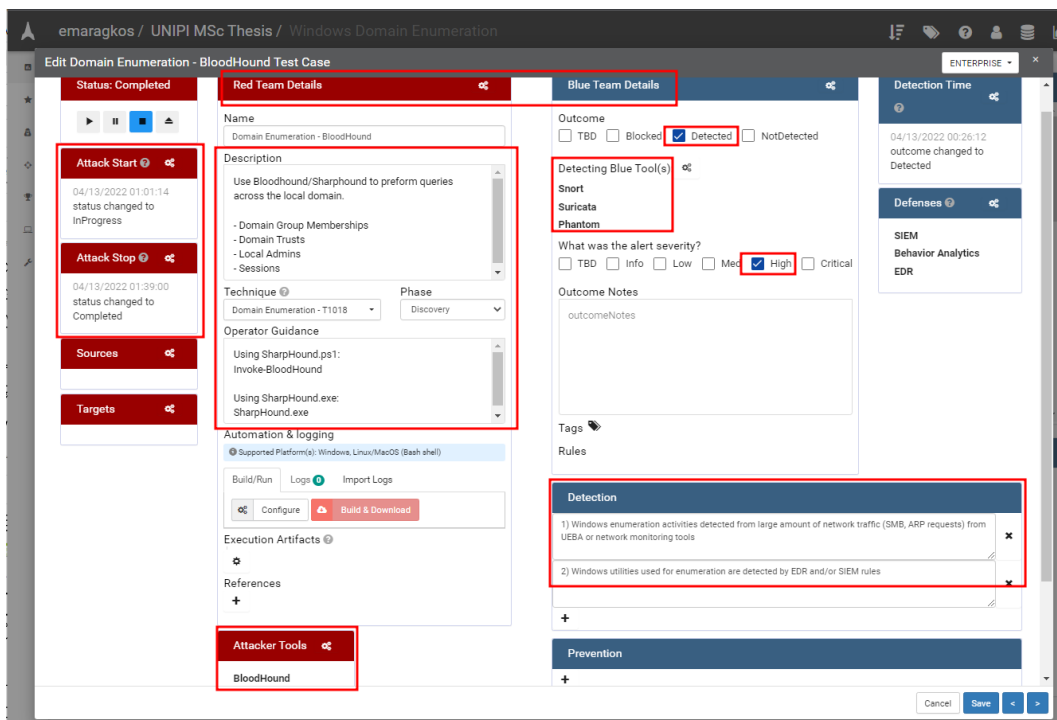 emaragkos / UNIPI MSc Thesis / Windows Domain Enumeration
Edit Domain Enumeration - BloodHound Test Case
ENTERPRISE
×
Status: Completed
Attack Start
04/13/2022 01:01:14
status changed to
InProgress
Attack Stop
04/13/2022 01:39:00
status changed to
Completed
Sources
Targets
Red Team Details
Name
Domain Enumeration - BloodHound
Description
Use Bloodhound/Sharphound to preform queries
across the local domain.
- Domain Group Memberships
- Domain Trusts
- Local Admins
- Sessions
Technique Phase
Domain Enumeration - T1018 Discovery
Operator Guidance
Using SharpHound.ps1:
Invoke-BloodHound
Using SharpHound.exe:
SharpHound.exe
Automation & logging
Supported Platform(s): Windows, Linux/MacOS (Bash shell)
Build/Run Logs 0 Import Logs
Configure Build & Download
Execution Artifacts
References
+
Attacker Tools
BloodHound
Blue Team Details
Outcome
TBD Blocked Detected NotDetected
Detecting Blue Tool(s)
Snort
Suricata
Phantom
What was the alert severity?
TBD Info Low Med High Critical
Outcome Notes
outcomeNotes
Tags
Rules
Detection Time
04/13/2022 00:26:12
outcome changed to
Detected
Defenses
SIEM
Behavior Analytics
EDR
Detection
1) Windows enumeration activities detected from large amount of network traffic (SMB, ARP requests) from
UEBA or network monitoring tools
2) Windows utilities used for enumeration are detected by EDR and/or SIEM rules
+
Prevention
+
Cancel Save < >